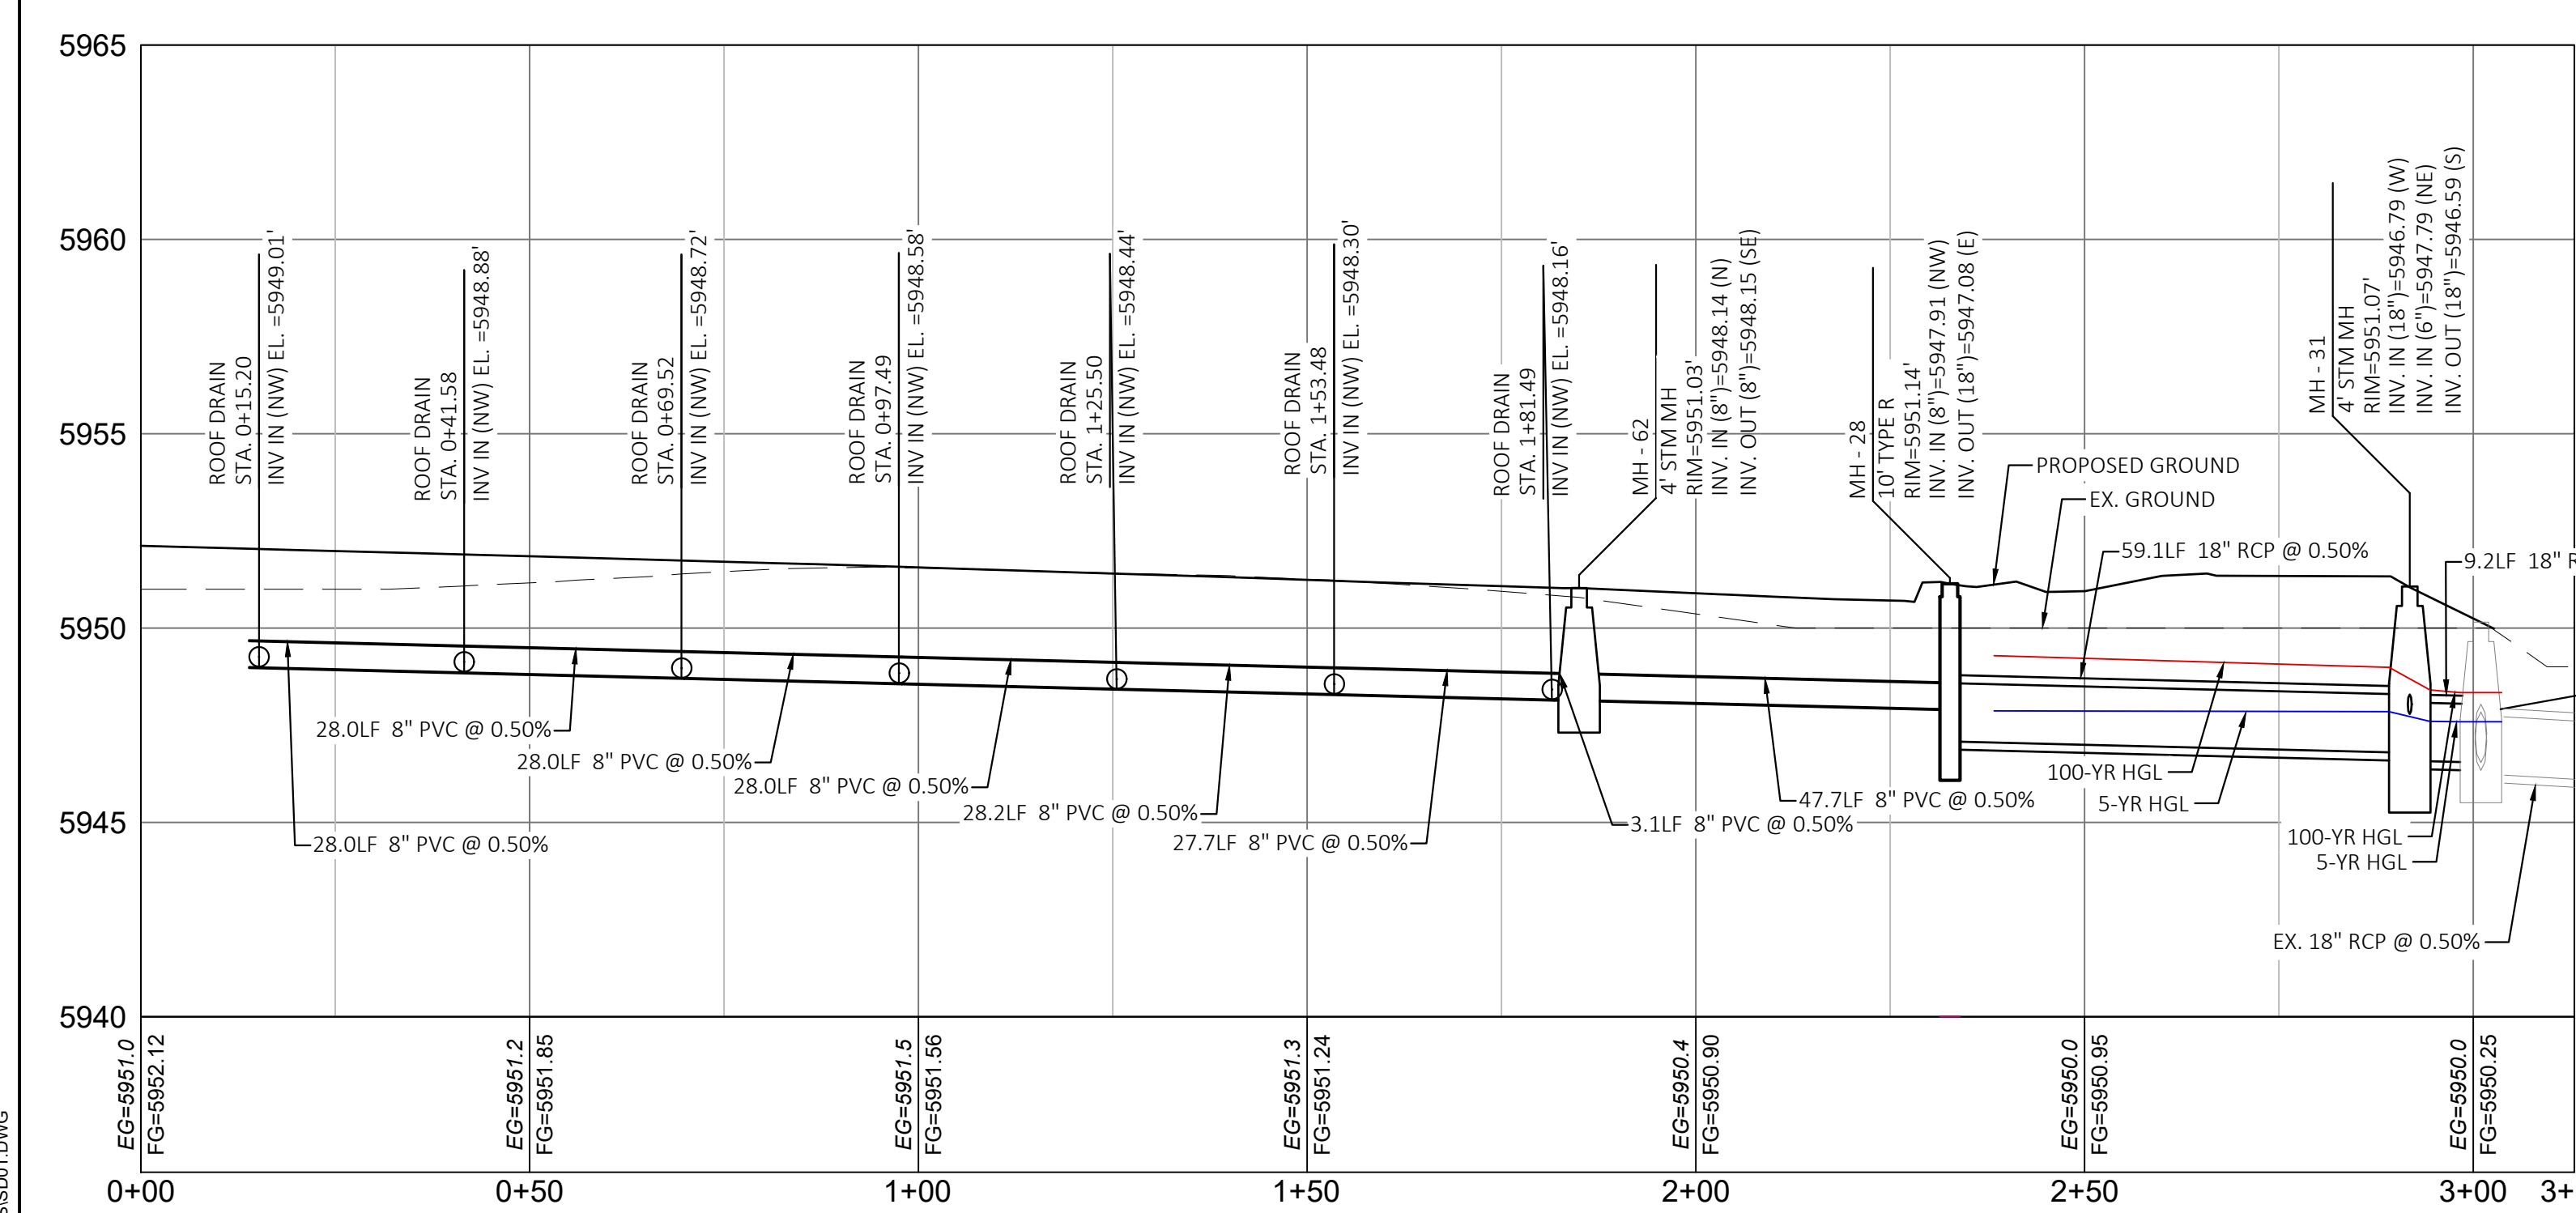 5965
5960
5955
5950
5945
5940
ROOF DRAIN
STA. 0+15.20
INV IN (NW) EL. =5949.01'
ROOF DRAIN
STA. 0+41.58
INV IN (NW) EL. =5948.88'
ROOF DRAIN
STA. 0+69.52
INV IN (NW) EL. =5948.72'
ROOF DRAIN
STA. 0+97.49
INV IN (NW) EL. =5948.58'
ROOF DRAIN
STA. 1+25.50
INV IN (NW) EL. =5948.44'
ROOF DRAIN
STA. 1+53.48
INV IN (NW) EL. =5948.30'
ROOF DRAIN
STA. 1+81.49
INV IN (NW) EL. =5948.16'
MH - 62
4' STM MH
RIM=5951.03'
INV. IN (8")=5948.14 (N)
INV. OUT (8")=5948.15 (SE)
MH - 28
10' TYPE R
RIM=5951.14'
INV. IN (8")=5947.91 (NW)
INV. OUT (18")=5947.08 (E)
MH - 31
4' STM MH
RIM=5951.07'
INV. IN (18")=5946.79 (W)
INV. IN (6")=5947.79 (NE)
INV. OUT (18")=5946.59 (S)
PROPOSED GROUND
EX. GROUND
59.1LF 18" RCP @ 0.50%
9.2LF 18" R
28.0LF 8" PVC @ 0.50%
28.0LF 8" PVC @ 0.50%
28.0LF 8" PVC @ 0.50%
28.2LF 8" PVC @ 0.50%
28.0LF 8" PVC @ 0.50%
27.7LF 8" PVC @ 0.50%
3.1LF 8" PVC @ 0.50%
47.7LF 8" PVC @ 0.50%
100-YR HGL
5-YR HGL
100-YR HGL
5-YR HGL
EX. 18" RCP @ 0.50%
EG=5951.0
FG=5952.12
EG=5951.2
FG=5951.85
EG=5951.5
FG=5951.56
EG=5951.3
FG=5951.24
EG=5950.4
FG=5950.90
EG=5950.0
FG=5950.95
EG=5950.0
FG=5950.25
0+00
0+50
1+00
1+50
2+00
2+50
3+00
3+